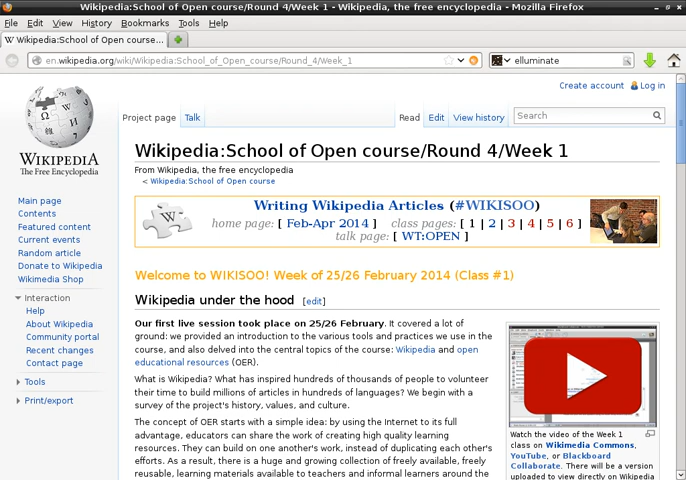 Wikipedia:School of Open course/Round 4/Week 1 - Wikipedia, the free encyclopedia - Mozilla Firefox
File Edit View History Bookmarks Tools Help
W Wikipedia:School of Open course...
en.wikipedia.org/wiki/Wikipedia:School_of_Open_course/Round_4/Week_1
elluminate
Create account Log in
Project page Talk Read Edit View history Search
WIKIPEDIA
The Free Encyclopedia
Main page
Contents
Featured content
Current events
Random article
Donate to Wikipedia
Wikimedia Shop
Interaction
Help
About Wikipedia
Community portal
Recent changes
Contact page
Tools
Print/export
Wikipedia:School of Open course/Round 4/Week 1
From Wikipedia, the free encyclopedia
< Wikipedia:School of Open course
Writing Wikipedia Articles (#WIKISOO)
home page: [ Feb-Apr 2014 ] class pages: [ 1 | 2 | 3 | 4 | 5 | 6 ]
talk page: [ WT:OPEN ]
Welcome to WIKISOO! Week of 25/26 February 2014 (Class #1)
Wikipedia under the hood [edit]
Our first live session took place on 25/26 February. It covered a lot of
ground: we provided an introduction to the various tools and practices we use in the
course, and also delved into the central topics of the course: Wikipedia and open
educational resources (OER).
What is Wikipedia? What has inspired hundreds of thousands of people to volunteer
their time to build millions of articles in hundreds of languages? We begin with a
survey of the project's history, values, and culture.
The concept of OER starts with a simple idea: by using the Internet to its full
advantage, educators can share the work of creating high quality learning
resources. They can build on one another's work, instead of duplicating each other's
efforts. As a result, there is a huge and growing collection of freely available, freely
reusable, learning materials available to teachers and informal learners around the
Watch the video of the Week 1
class on Wikimedia Commons,
YouTube, or Blackboard
Collaborate. There will be a version
uploaded to view directly on Wikipedia